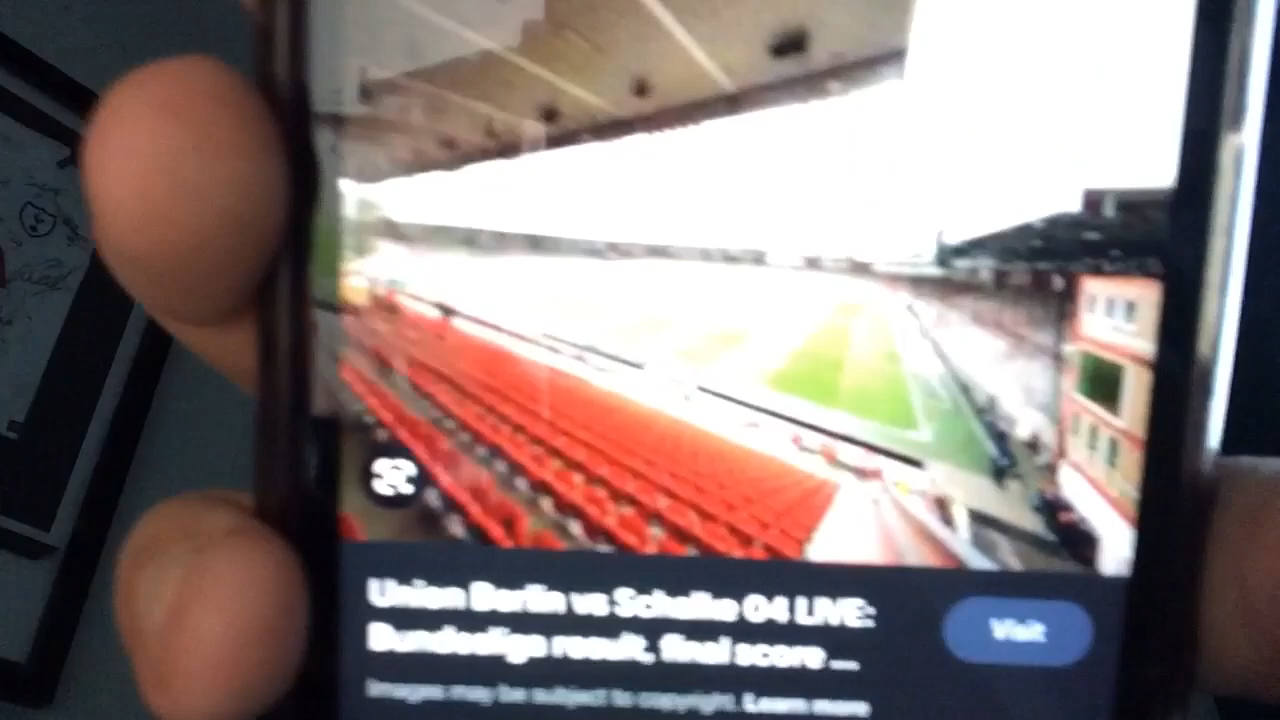 Union Berlin vs Schalke 04 LIVE:
Bundesliga result, final score ...
Images may be subject to copyright. Learn more
Visit